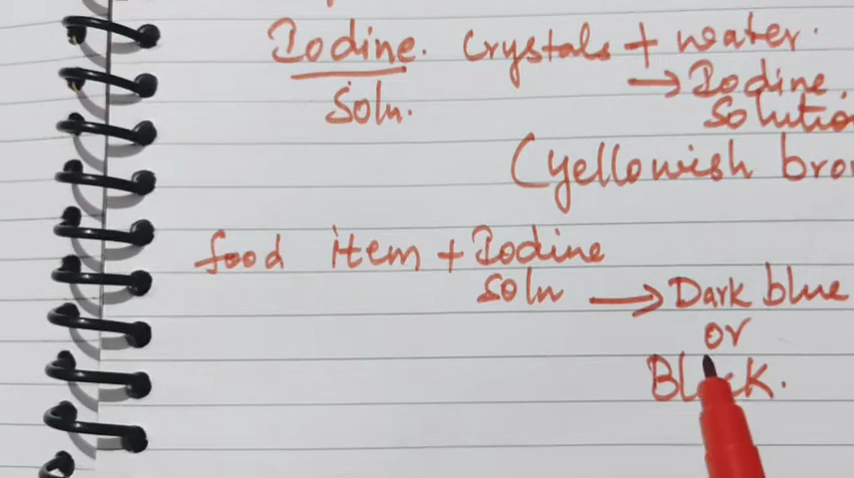 Iodine. Crystals + water.
Soln. → Iodine
solutio
(yellowish bro
food item + Iodine
soln → Dark blue
or
Black.